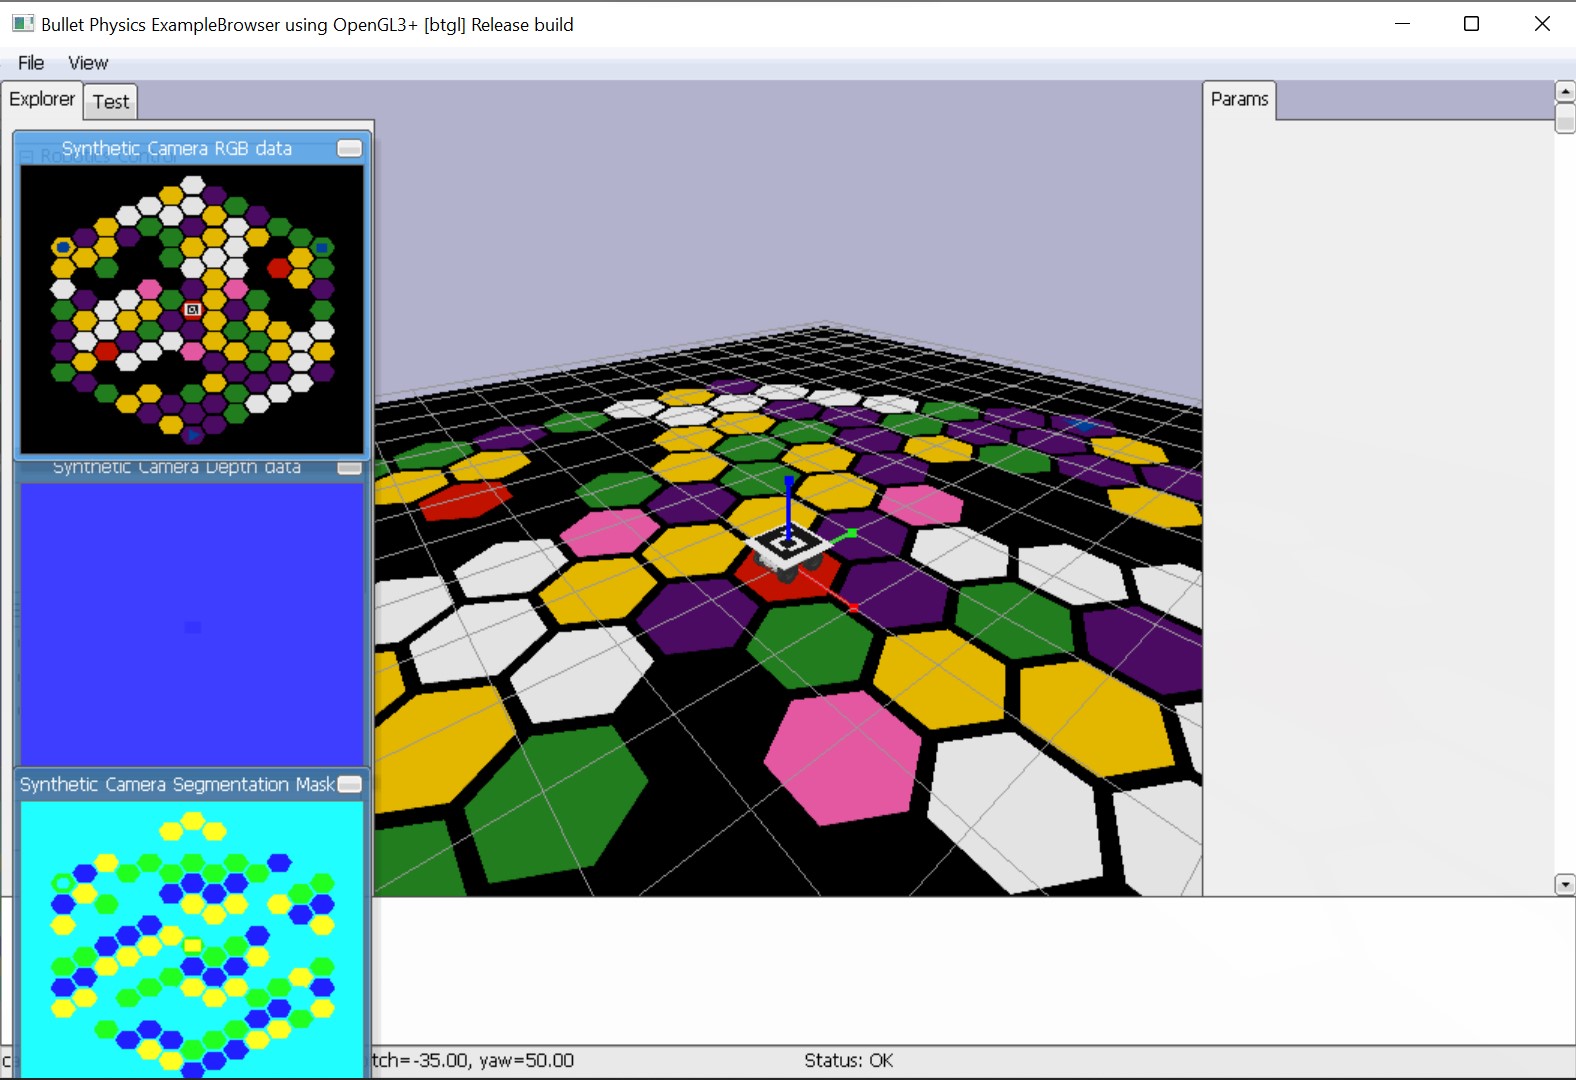 Bullet Physics ExampleBrowser using OpenGL3+ [btgl] Release build
File View
Explorer Test
Params
Synthetic Camera RGB data
Synthetic Camera Depth data
Synthetic Camera Segmentation Mask
tch=-35.00, yaw=50.00
Status: OK